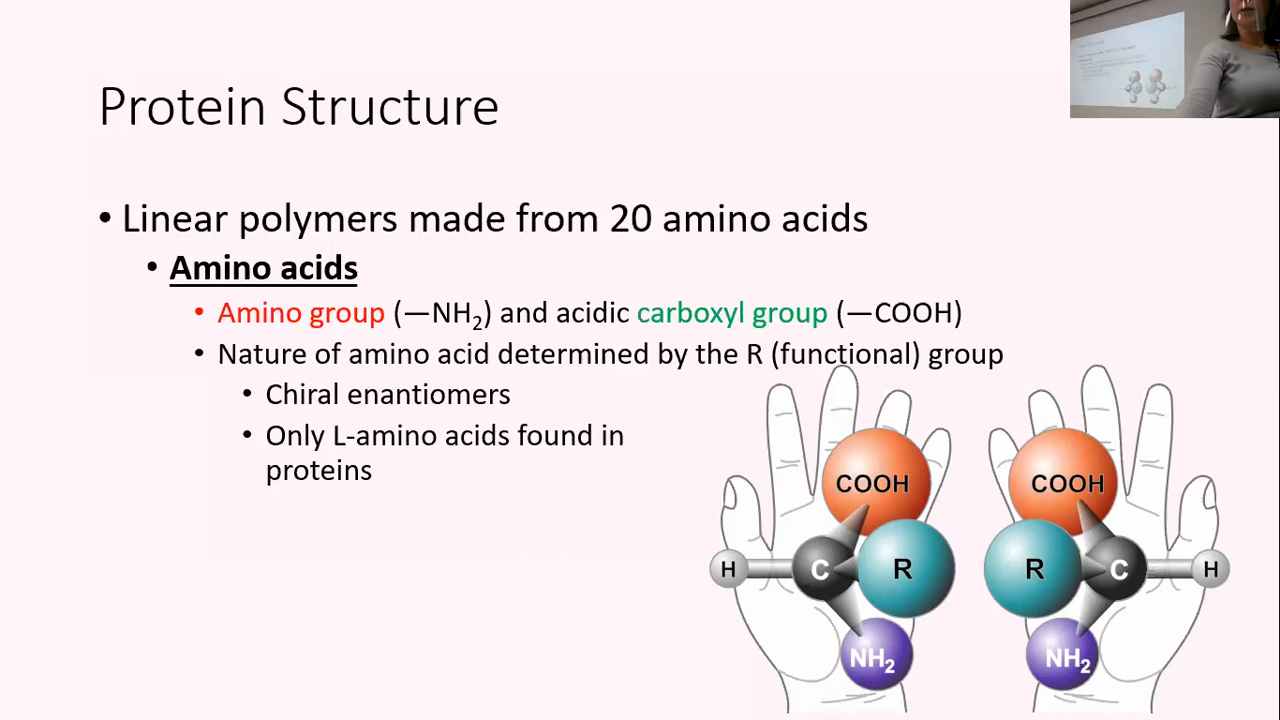 Protein Structure
• Linear polymers made from 20 amino acids
• Amino acids
• Amino group (—NH₂) and acidic carboxyl group (—COOH)
• Nature of amino acid determined by the R (functional) group
• Chiral enantiomers
• Only L-amino acids found in
proteins
COOH COOH
H C R R C H
NH₂ NH₂